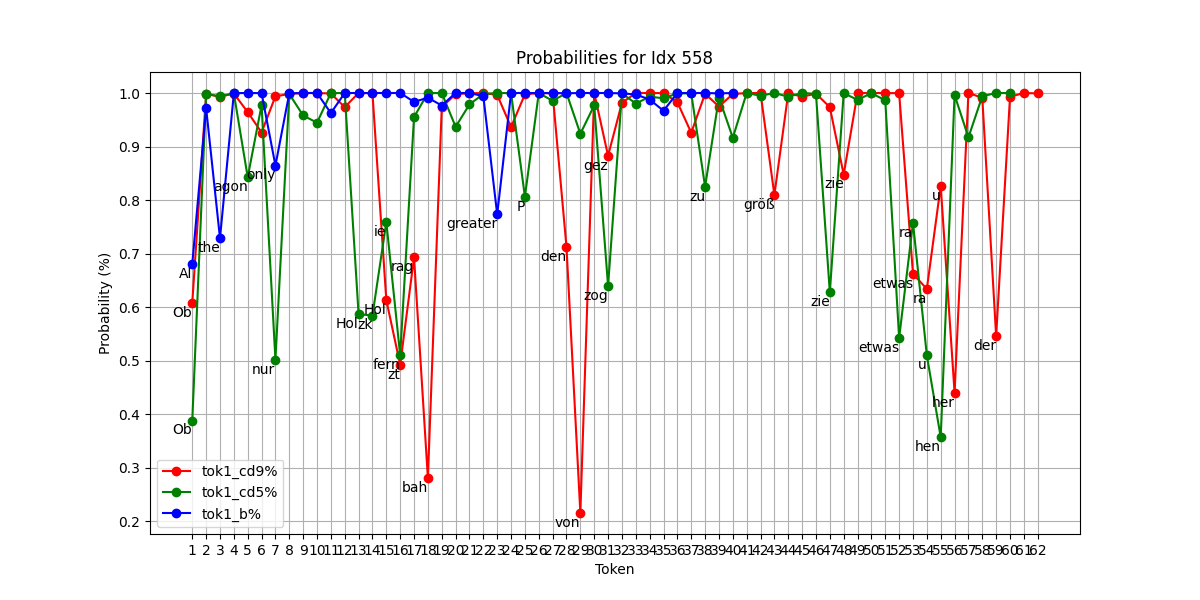 Probabilities for Idx 558
Probability (%)
1.0
0.9
0.8
0.7
0.6
0.5
0.4
0.3
0.2
Al
Ob
Ob
the
agon
only
nur
Hol
zk
Hol
ie
fern
zt
rag
bah
greater
P
den
von
gez
zog
zu
größ
zie
zie
etwas
etwas
ra
ra
u
u
hen
her
der
tok1_cd9%
tok1_cd5%
tok1_b%
1 2 3 4 5 6 7 8 9 10 11 12 13 14 15 16 17 18 19 20 21 22 23 24 25 26 27 28 29 30 31 32 33 34 35 36 37 38 39 40 41 42 43 44 45 46 47 48 49 50 51 52 53 54 55 56 57 58 59 60 61 62
Token